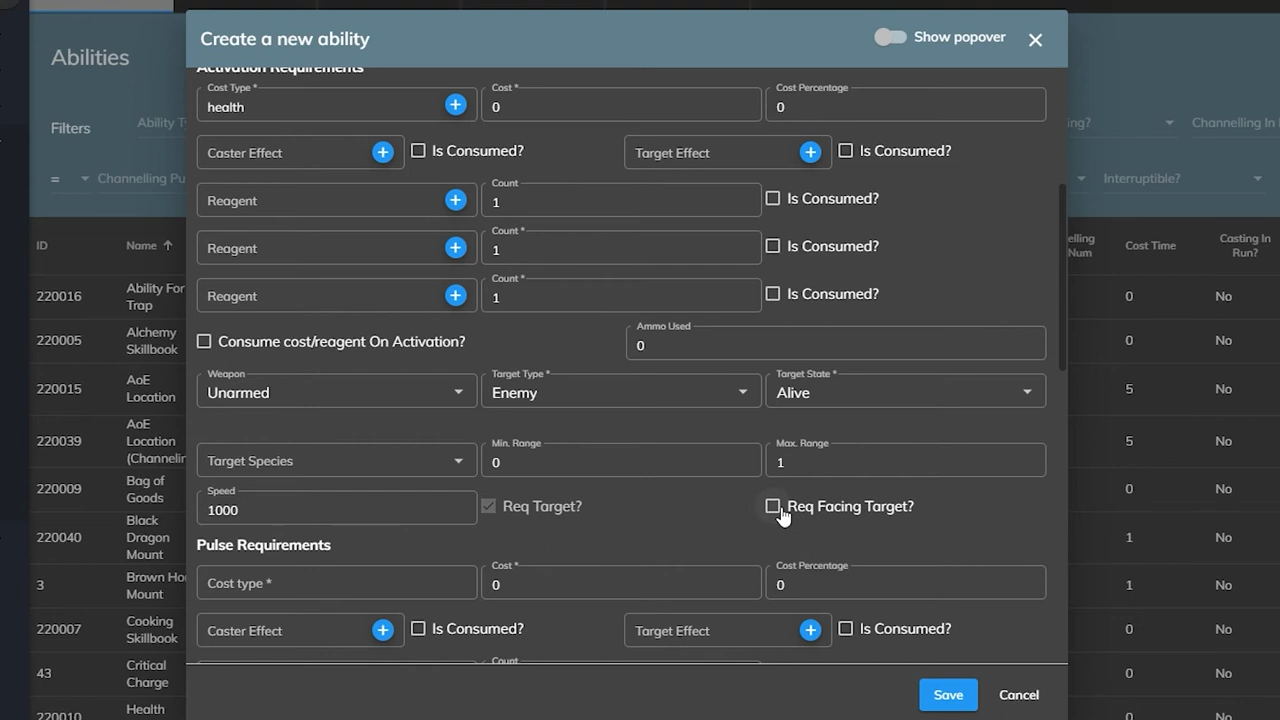 Create a new ability
Show popover
Abilities
Activation Requirements
Filters
Ability Ty
ing?
Channelling In
=
Channelling Pu
Interruptible?
Cost Type *
health
Cost *
0
Cost Percentage
0
Caster Effect
Is Consumed?
Target Effect
Is Consumed?
Reagent
Count
1
Is Consumed?
Reagent
Count *
1
Is Consumed?
Reagent
Count *
1
Is Consumed?
Consume cost/reagent On Activation?
Ammo Used
0
Weapon
Unarmed
Target Type *
Enemy
Target State *
Alive
Target Species
Min. Range
0
Max. Range
1
Speed
1000
Req Target?
Req Facing Target?
Pulse Requirements
Cost type *
Cost *
0
Cost Percentage
0
Caster Effect
Is Consumed?
Target Effect
Is Consumed?
Count
Save
Cancel
ID
Name
elling
Num
Cost Time
Casting In
Run?
220016
Ability For
Trap
0
No
220005
Alchemy
Skillbook
0
No
220015
AoE
Location
5
No
220039
AoE
Location
(Channelin
5
No
220009
Bag of
Goods
0
No
220040
Black
Dragon
Mount
1
No
3
Brown Ho
Mount
1
No
220007
Cooking
Skillbook
0
No
43
Critical
Charge
0
No
220010
Health
0
No